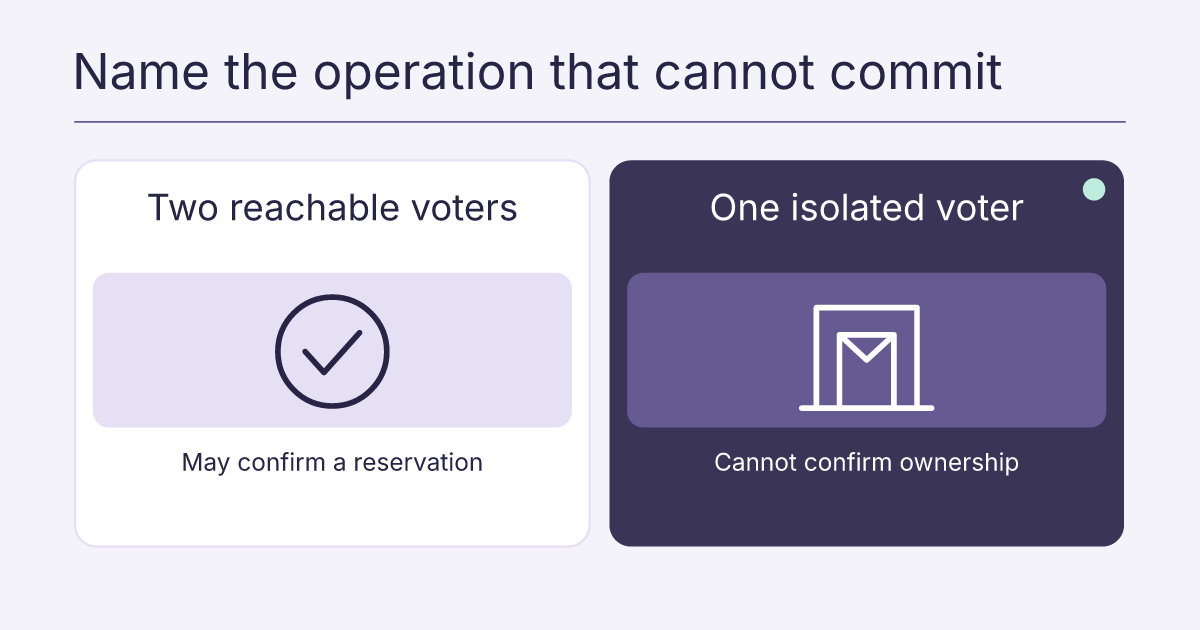 Name the operation that cannot commit
Two reachable voters
May confirm a reservation
One isolated voter
Cannot confirm ownership